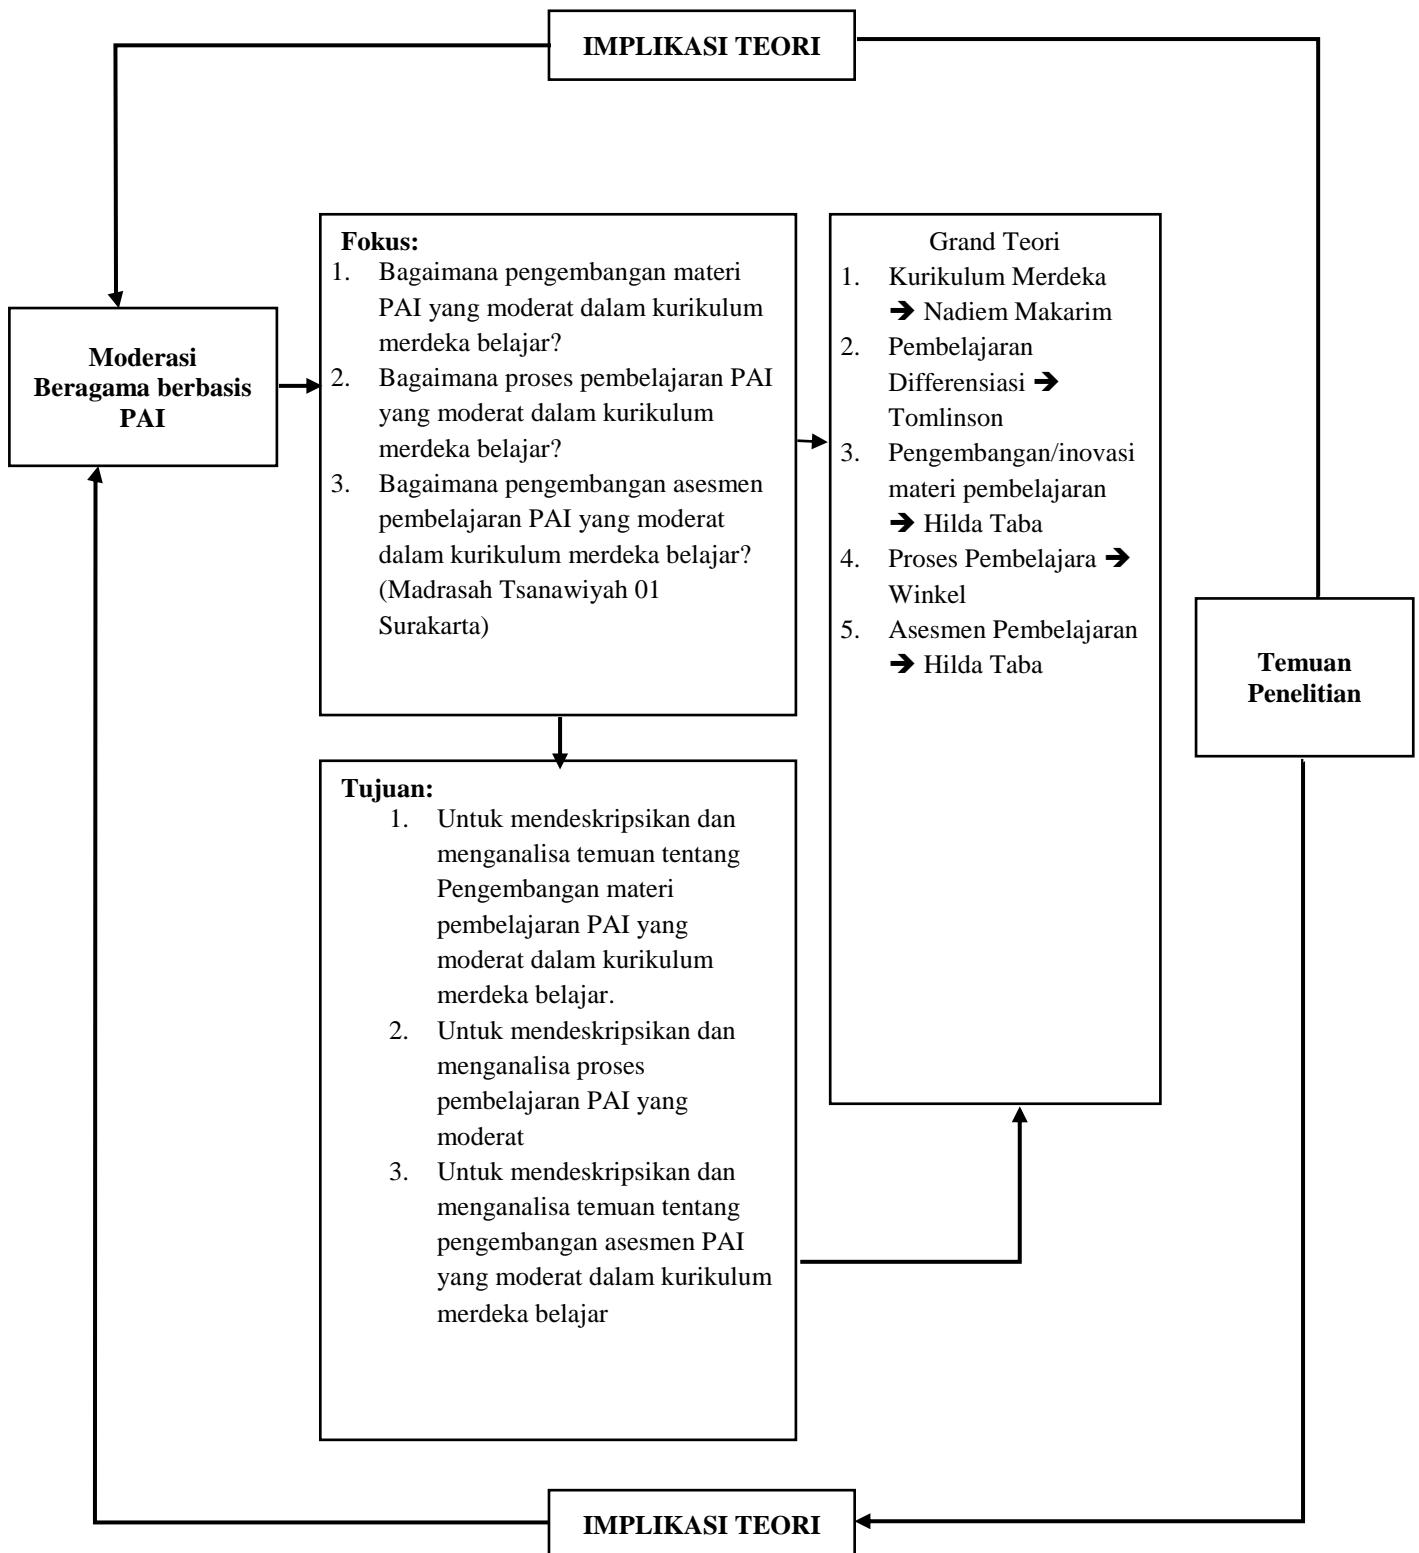 IMPLIKASI TEORI
Moderasi
Beragama berbasis
PAI
Fokus:
1. Bagaimana pengembangan materi
PAI yang moderat dalam kurikulum
merdeka belajar?
2. Bagaimana proses pembelajaran PAI
yang moderat dalam kurikulum
merdeka belajar?
3. Bagaimana pengembangan asesmen
pembelajaran PAI yang moderat
dalam kurikulum merdeka belajar?
(Madrasah Tsanawiyah 01
Surakarta)
Grand Teori
1. Kurikulum Merdeka
➔ Nadiem Makarim
2. Pembelajaran
Differensiasi ➔
Tomlinson
3. Pengembangan/inovasi
materi pembelajaran
➔ Hilda Taba
4. Proses Pembelajara ➔
Winkel
5. Asesmen Pembelajaran
➔ Hilda Taba
Temuan
Penelitian
Tujuan:
1. Untuk mendeskripsikan dan
menganalisa temuan tentang
Pengembangan materi
pembelajaran PAI yang
moderat dalam kurikulum
merdeka belajar.
2. Untuk mendeskripsikan dan
menganalisa proses
pembelajaran PAI yang
moderat
3. Untuk mendeskripsikan dan
menganalisa temuan tentang
pengembangan asesmen PAI
yang moderat dalam kurikulum
merdeka belajar
IMPLIKASI TEORI